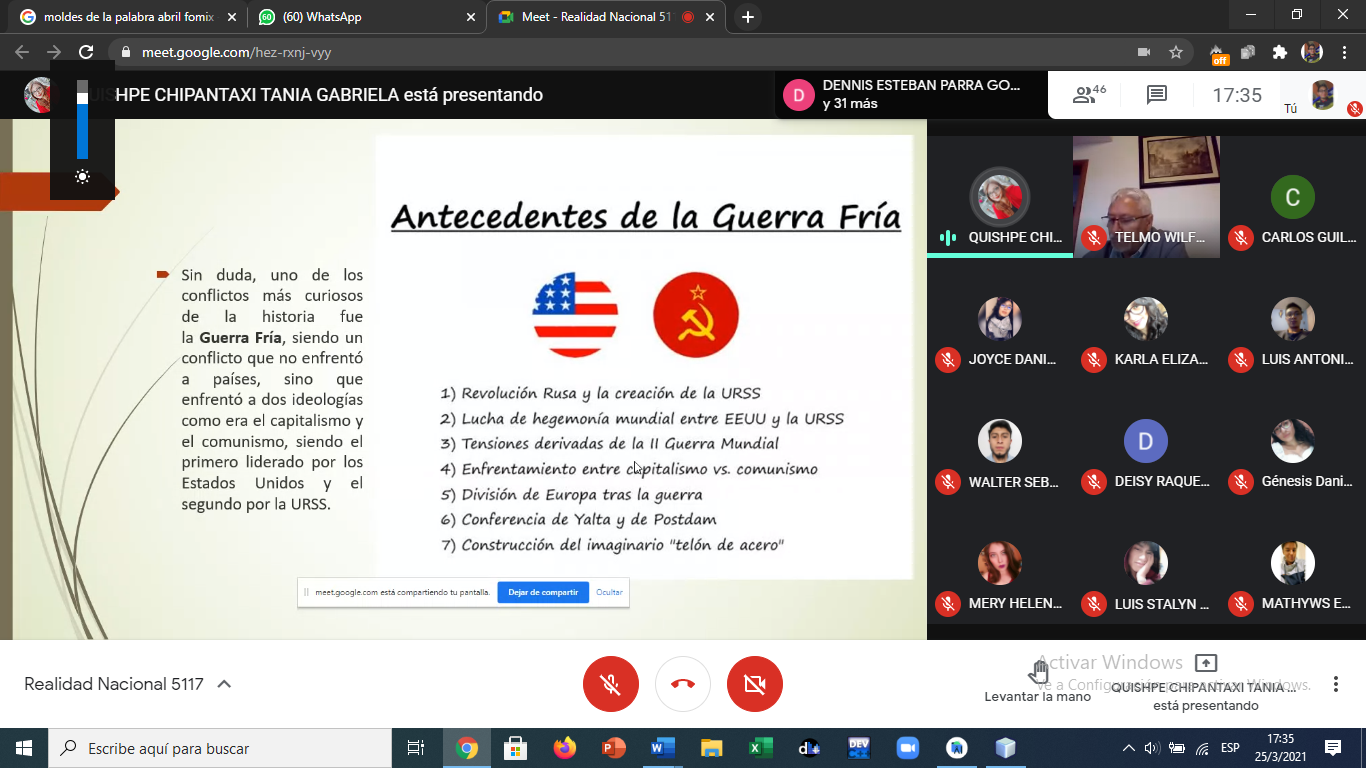 moldes de la palabra abril fomix
(60) WhatsApp
Meet - Realidad Nacional 51
meet.google.com/hez-rxnj-vyy
off
HPE CHIPANTAXI TANIA GABRIELA está presentando
D
DENNIS ESTEBAN PARRA GO...
y 31 más
46
17:35
Tú
Antecedentes de la Guerra Fría
Sin duda, uno de los
conflictos más curiosos
de la historia fue
la Guerra Fría, siendo un
conflicto que no enfrentó
a países, sino que
enfrentó a dos ideologías
como era el capitalismo y
el comunismo, siendo el
primero liderado por los
Estados Unidos y el
segundo por la URSS.
1) Revolución Rusa y la creación de la URSS
2) Lucha de hegemonía mundial entre EEUU y la URSS
3) Tensiones derivadas de la II Guerra Mundial
4) Enfrentamiento entre capitalismo vs. comunismo
5) División de Europa tras la guerra
6) Conferencia de Yalta y de Postdam
7) Construcción del imaginario "telón de acero"
meet.google.com está compartiendo tu pantalla.
Dejar de compartir
Ocultar
QUISHPE CHI...
TELMO WILF...
C
CARLOS GUIL...
JOYCE DANI...
KARLA ELIZA...
LUIS ANTONI...
WALTER SEB...
D
DEISY RAQUE...
Génesis Dani...
MERY HELEN...
LUIS STALYN ...
MATHYWS E...
Realidad Nacional 5117
Levantar la mano
Activar Windows
Ve a Configuración para activar Windows.
QUISHPE CHIPANTAXI TANIA ...
está presentando
Escribe aquí para buscar
DEV
ESP
17:35
25/3/2021